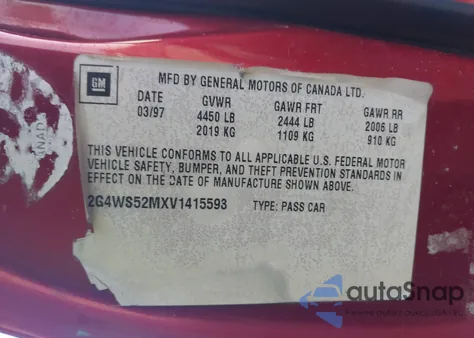 GM
MFD BY GENERAL MOTORS OF CANADA LTD.
DATE GVWR GAWR FRT GAWR RR
03/97 4450 LB 2444 LB 2006 LB
2019 KG 1109 KG 910 KG
THIS VEHICLE CONFORMS TO ALL APPLICABLE U.S. FEDERAL MOTOR
VEHICLE SAFETY, BUMPER, AND THEFT PREVENTION STANDARDS IN
EFFECT ON THE DATE OF MANUFACTURE SHOWN ABOVE.
2G4WS52MXV1415593 TYPE: PASS CAR
autoSnap